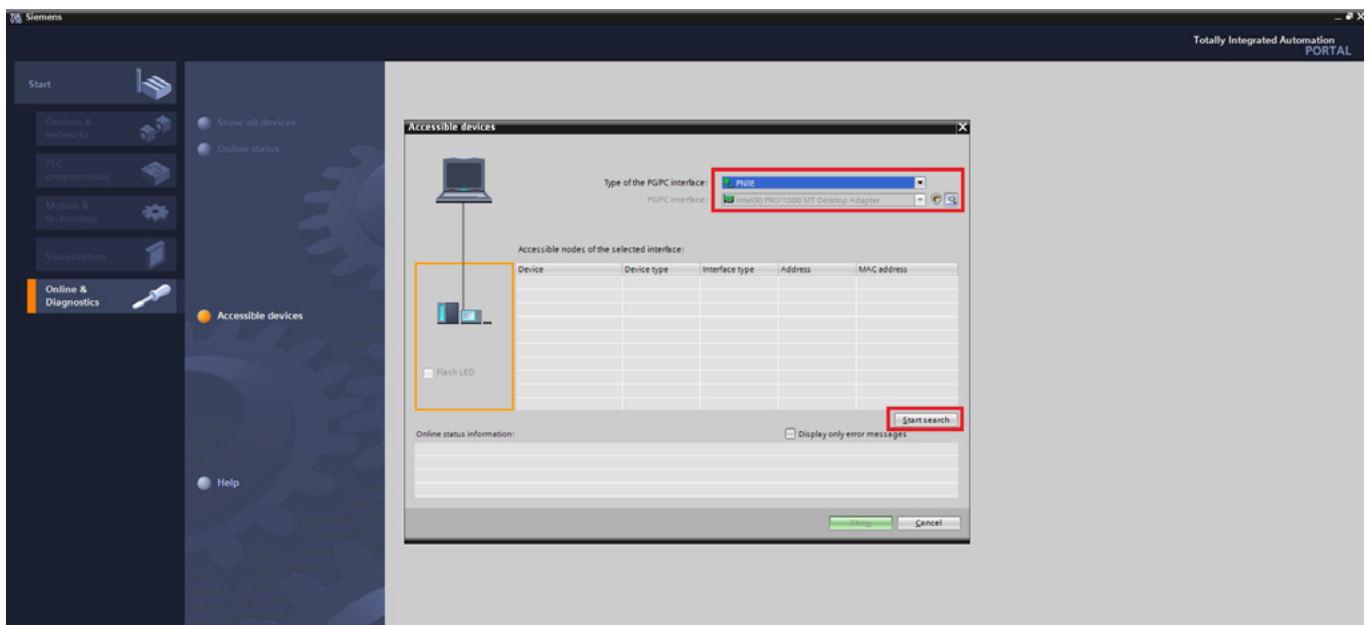 Siemens
Totally Integrated Automation
PORTAL
Start
Devices &
networks
PLC
programming
Motion &
technology
Visualization
Online &
Diagnostics
Show all devices
Online status
Accessible devices
Help
Accessible devices
Type of the PG/PC interface: PN/IE
PG/PC interface: Intel(R) PRO/1000 MT Desktop Adapter
Accessible nodes of the selected interface:
Device Device type Interface type Address MAC address
Flash LED
Start search
Online status information: Display only error messages
Show Cancel